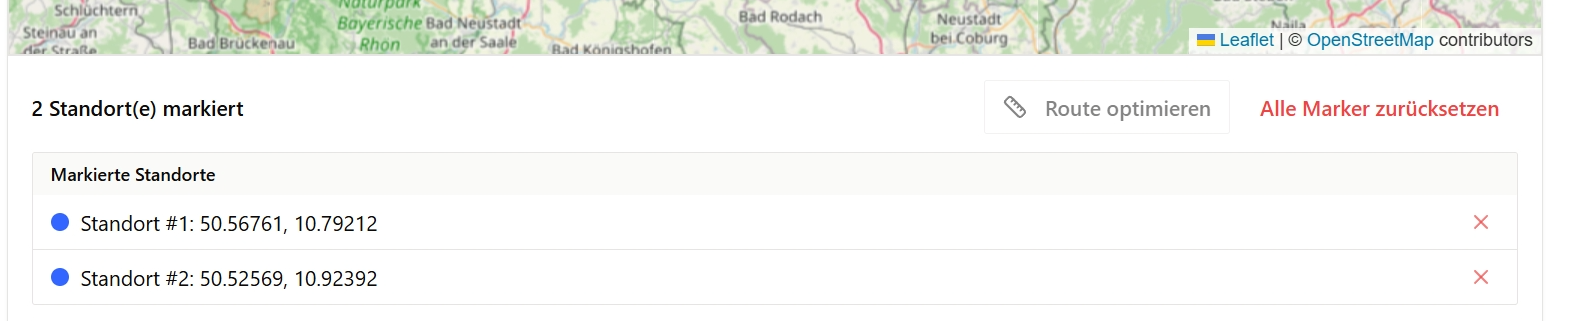 Schlüchtern
Naturpark
Bayerische
Rhön
Steinau an
der Straße
Bad Brückenau
Bad Neustadt
an der Saale
Bad Königshofen
Bad Rodach
Neustadt
bei Coburg
Naila
Leaflet | © OpenStreetMap contributors
2 Standort(e) markiert
Route optimieren
Alle Marker zurücksetzen
Markierte Standorte
Standort #1: 50.56761, 10.79212
Standort #2: 50.52569, 10.92392